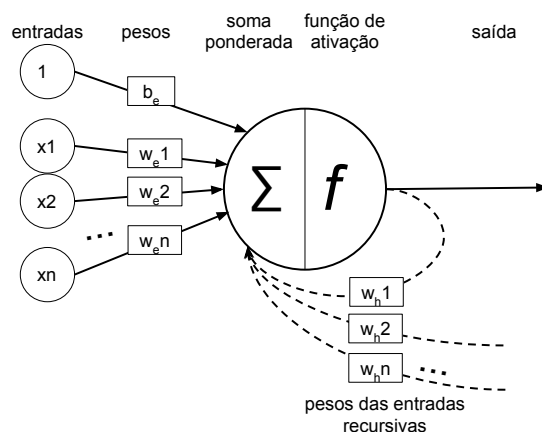 entradas pesos soma ponderada função de ativação saída
1
b_e
x1
w_e1
x2
w_e2
...
w_en
xn
Σ
f
w_h1
w_h2
w_hn
...
pesos das entradas
recursivas